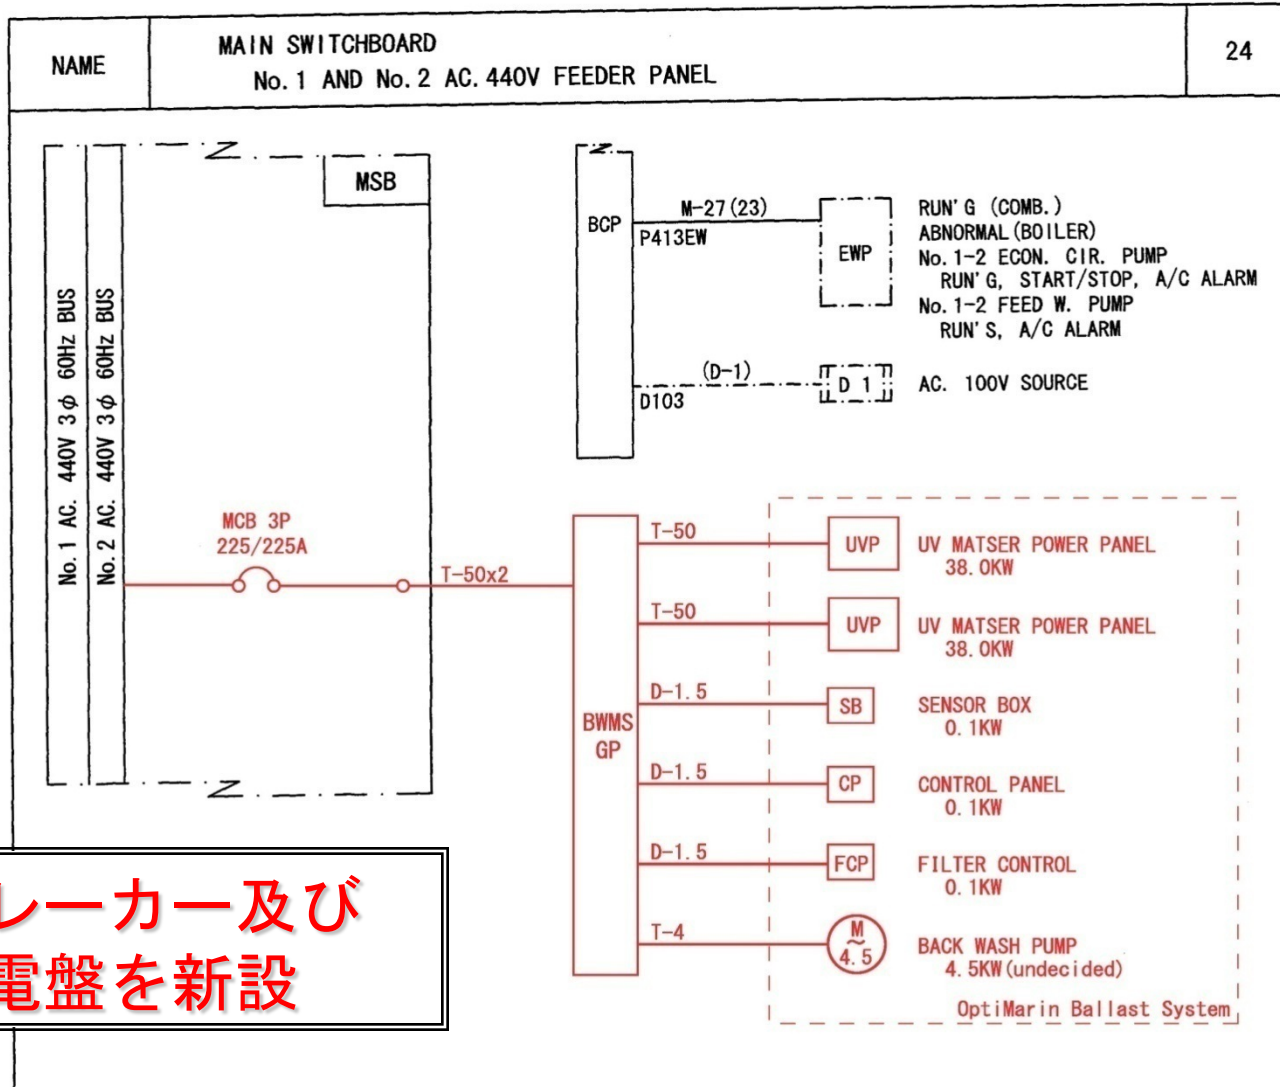 NAME
MAIN SWITCHBOARD
No.1 AND No.2 AC.440V FEEDER PANEL
24
MSB
No.1 AC. 440V 3φ 60Hz BUS
No.2 AC. 440V 3φ 60Hz BUS
BCP
M-27(23)
P413EW
EWP
RUN'G (COMB.)
ABNORMAL(BOILER)
No.1-2 ECON. CIR. PUMP
RUN'G, START/STOP, A/C ALARM
No.1-2 FEED W. PUMP
RUN'S, A/C ALARM
(D-1)
D103
D 1
AC. 100V SOURCE
MCB 3P
225/225A
T-50x2
BWMS
GP
T-50
UVP
UV MATSER POWER PANEL
38.0KW
T-50
UVP
UV MATSER POWER PANEL
38.0KW
D-1.5
SB
SENSOR BOX
0.1KW
D-1.5
CP
CONTROL PANEL
0.1KW
D-1.5
FCP
FILTER CONTROL
0.1KW
T-4
M
~
4.5
BACK WASH PUMP
4.5KW(undecided)
OptiMarin Ballast System
レーカー及び
電盤を新設